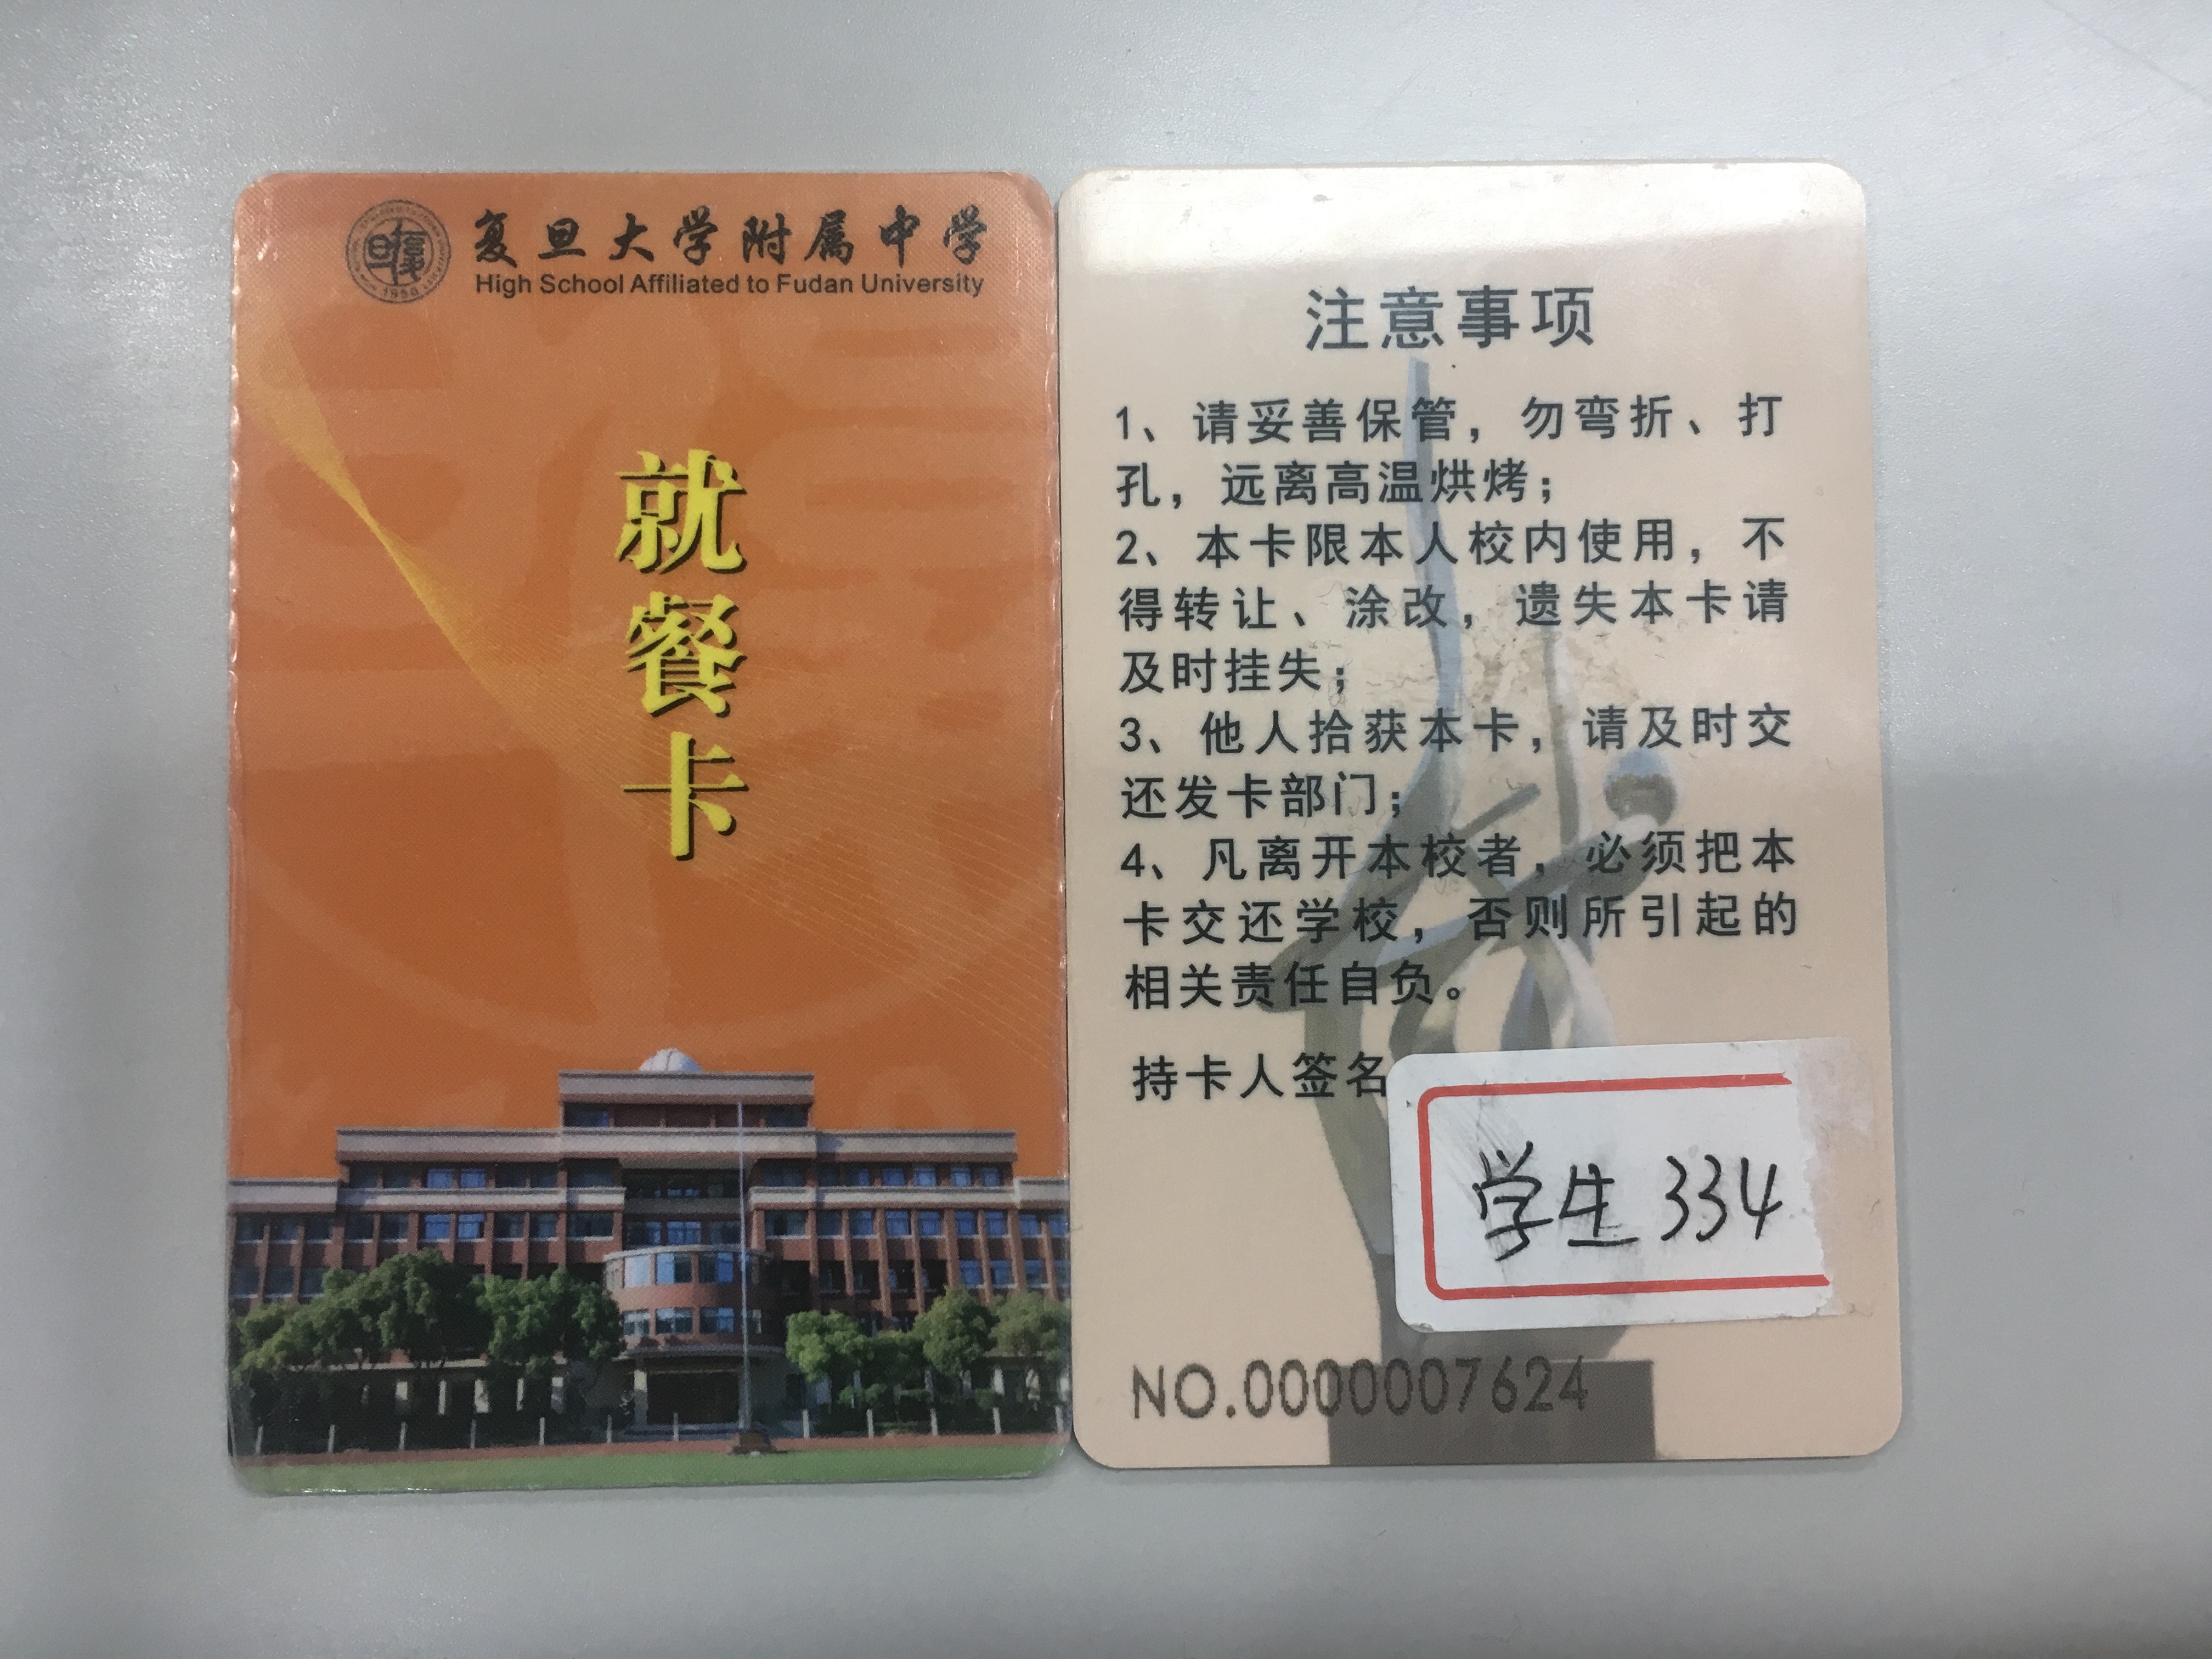 复旦大学附属中学
High School Affiliated to Fudan University
1950
就
餐
卡
注意事项
1、请妥善保管，勿弯折、打
孔，远离高温烘烤；
2、本卡限本人校内使用，不
得转让、涂改，遗失本卡请
及时挂失；
3、他人拾获本卡，请及时交
还发卡部门；
4、凡离开本校者，必须把本
卡交还学校，否则所引起的
相关责任自负。
持卡人签名
学生334
NO.0000007624